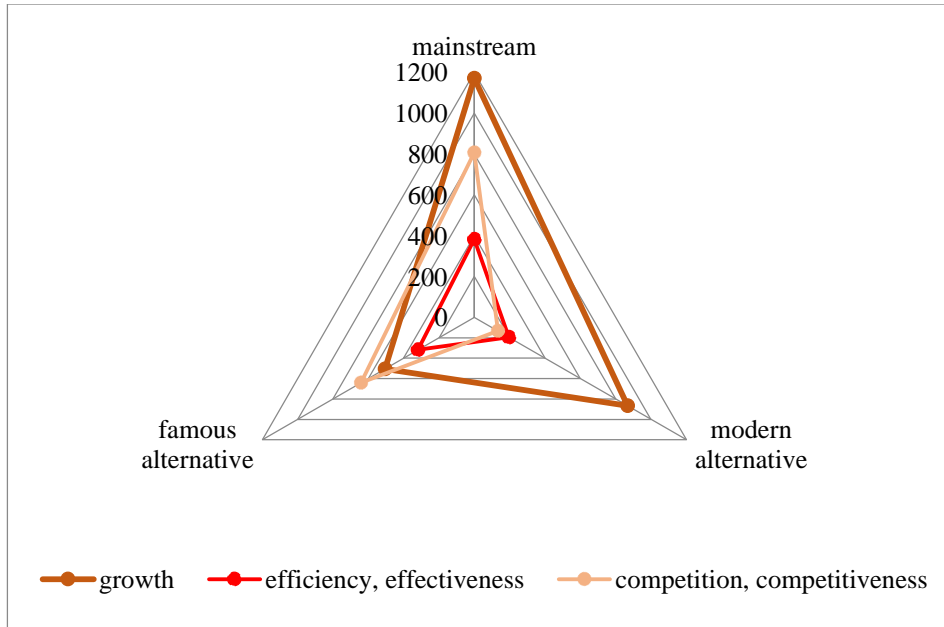 mainstream
1200
1000
800
600
400
200
0
famous
alternative
modern
alternative
growth
efficiency, effectiveness
competition, competitiveness